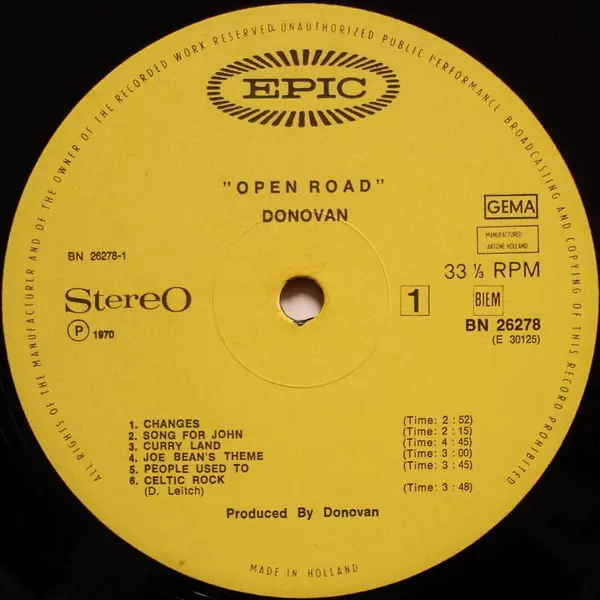 ALL RIGHTS OF THE MANUFACTURER AND OF THE OWNER OF THE RECORDED WORK RESERVED. UNAUTHORIZED PUBLIC PERFORMANCE BROADCASTING AND COPYING OF THIS RECORD PROHIBITED
EPIC
"OPEN ROAD"
DONOVAN
GEMA
MANUFACTURED
ARTONE HOLLAND
BN 26278-1
33 ⅓ RPM
StereO
1
BIEM
℗ 1970
BN 26278
(E 30125)
1. CHANGES (Time: 2 : 52)
2. SONG FOR JOHN (Time: 2 : 15)
3. CURRY LAND (Time: 4 : 45)
4. JOE BEAN'S THEME (Time: 3 : 00)
5. PEOPLE USED TO (Time: 3 : 45)
6. CELTIC ROCK (Time: 3 : 48)
(D. Leitch)
Produced By Donovan
MADE IN HOLLAND